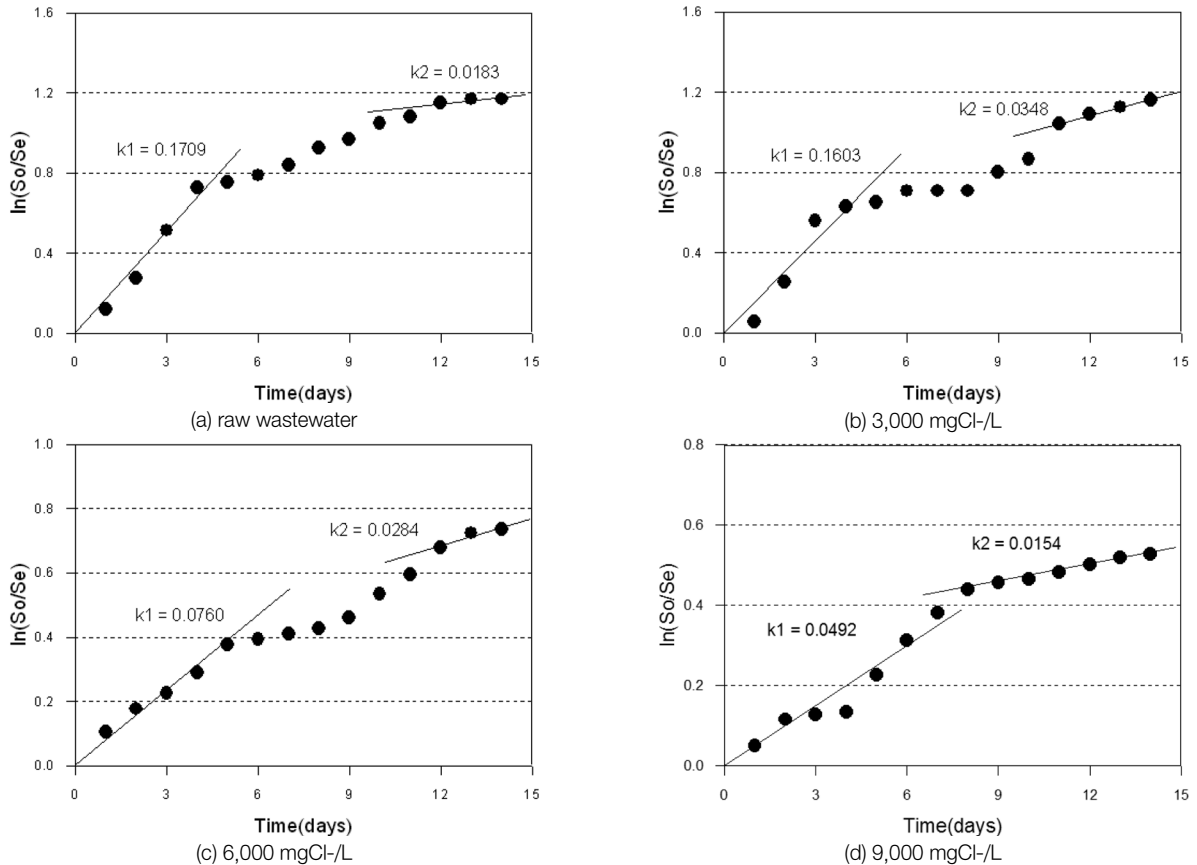 1.6
1.2
0.8
0.4
0.0
ln(So/Se)
k1 = 0.1709
k2 = 0.0183
0 3 6 9 12 15
Time(days)
(a) raw wastewater
1.6
1.2
0.8
0.4
0.0
ln(So/Se)
k1 = 0.1603
k2 = 0.0348
0 3 6 9 12 15
Time(days)
(b) 3,000 mgCl-/L
1.0
0.8
0.6
0.4
0.2
0.0
ln(So/Se)
k1 = 0.0760
k2 = 0.0284
0 3 6 9 12 15
Time(days)
(c) 6,000 mgCl-/L
0.8
0.6
0.4
0.2
0.0
ln(So/Se)
k1 = 0.0492
k2 = 0.0154
0 3 6 9 12 15
Time(days)
(d) 9,000 mgCl-/L